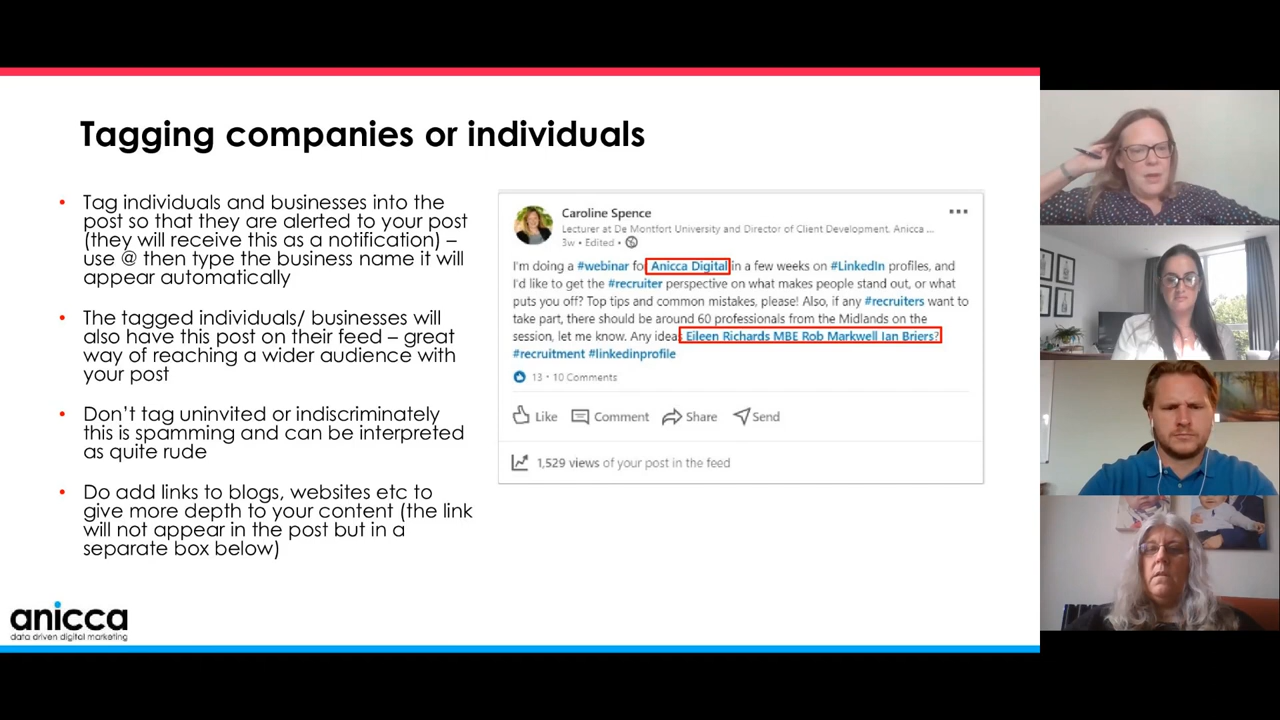 Tagging companies or individuals
• Tag individuals and businesses into the
post so that they are alerted to your post
(they will receive this as a notification) –
use @ then type the business name it will
appear automatically
• The tagged individuals/ businesses will
also have this post on their feed – great
way of reaching a wider audience with
your post
• Don’t tag uninvited or indiscriminately
this is spamming and can be interpreted
as quite rude
• Do add links to blogs, websites etc to
give more depth to your content (the link
will not appear in the post but in a
separate box below)
Caroline Spence
Lecturer at De Montfort University and Director of Client Development, Anicca ...
3w • Edited •
I'm doing a #webinar fo Anicca Digital in a few weeks on #LinkedIn profiles, and
I'd like to get the #recruiter perspective on what makes people stand out, or what
puts you off? Top tips and common mistakes, please! Also, if any #recruiters want to
take part, there should be around 60 professionals from the Midlands on the
session, let me know. Any idea Eileen Richards MBE Rob Markwell Ian Briers?
#recruitment #linkedinprofile
13 • 10 Comments
Like Comment Share Send
1,529 views of your post in the feed
anicca
data driven digital marketing